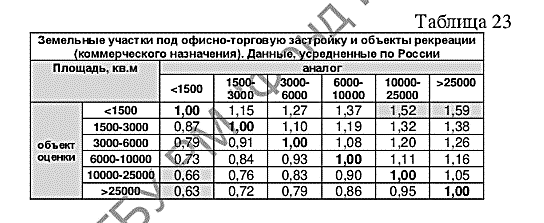 Таблица 23
Земельные участки под офисно-торговую застройку и объекты рекреации
(коммерческого назначения). Данные, усредненные по России
Площадь, кв.м аналог
<1500 1500-3000 3000-6000 6000-10000 10000-25000 >25000
объект оценки
<1500 1,00 1,15 1,27 1,37 1,52 1,59
1500-3000 0,87 1,00 1,10 1,19 1,32 1,38
3000-6000 0,79 0,91 1,00 1,08 1,20 1,26
6000-10000 0,73 0,84 0,93 1,00 1,11 1,16
10000-25000 0,66 0,76 0,83 0,90 1,00 1,05
>25000 0,63 0,72 0,79 0,86 0,95 1,00